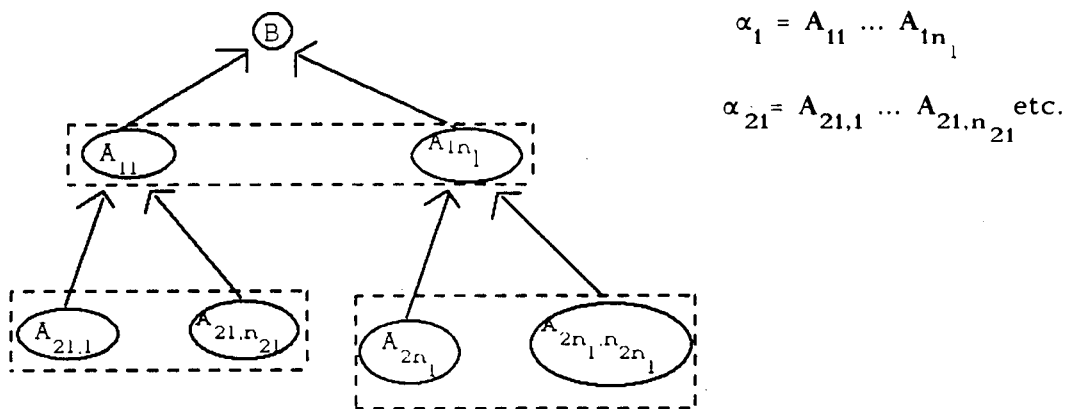 B
α₁ = A₁₁ ... A₁ₙ₁
α₂₁ = A₂₁,₁ ... A₂₁,ₙ₂₁ etc.
A₁₁
A₁ₙ₁
A₂₁.₁
A₂₁.ₙ₂₁
A₂ₙ₁
A₂ₙ₁.ₙ₂ₙ₁